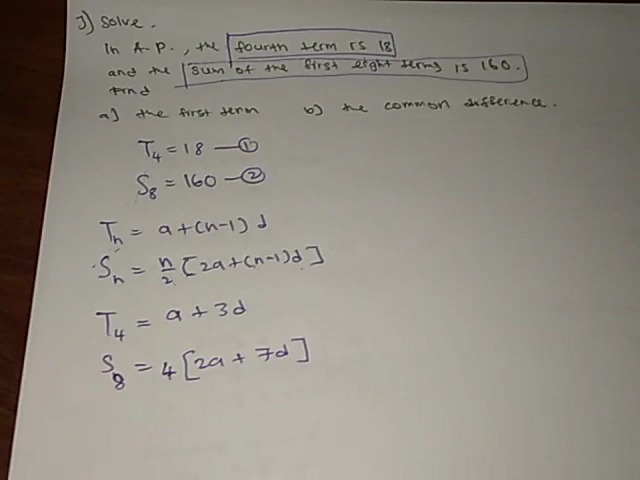 3) solve.
In A.P., the fourth term is 18
and the sum of the first eight terms is 160.
find
a) the first term b) the common difference.
T₄ = 18 —①
S₈ = 160 —②
Tₙ = a + (n-1) d
Sₙ = n/2 [2a + (n-1)d]
T₄ = a + 3d
S₈ = 4 [2a + 7d]